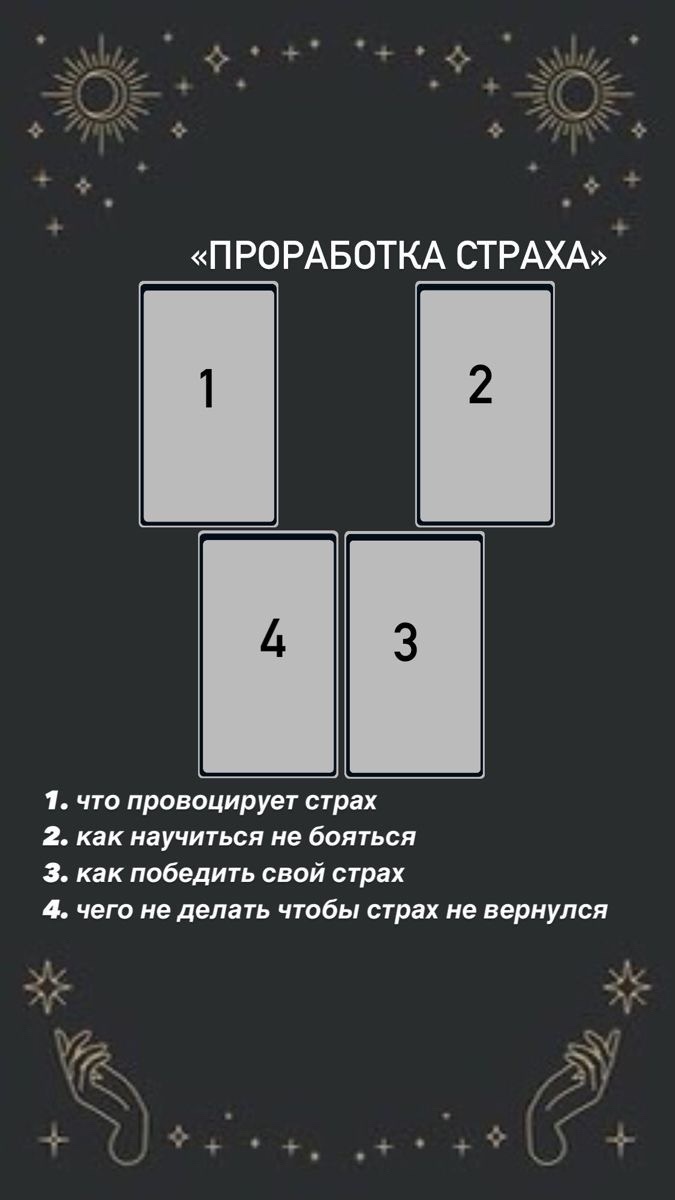 «ПРОРАБОТКА СТРАХА»
1
2
4
3
1. что провоцирует страх
2. как научиться не бояться
3. как победить свой страх
4. чего не делать чтобы страх не вернулся